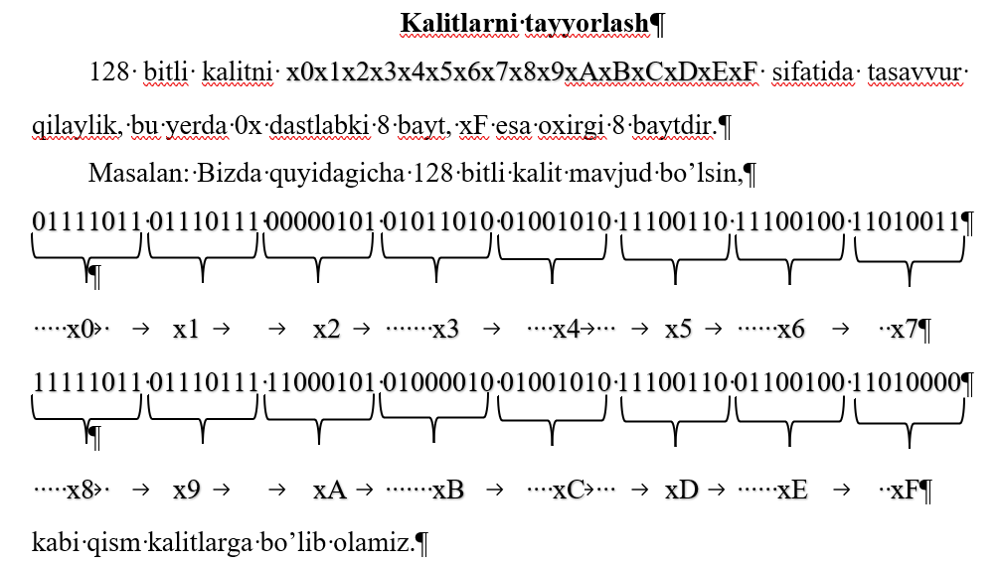 Kalitlarni tayyorlash¶
128 bitli kalitni x0x1x2x3x4x5x6x7x8x9xAxBxCxDxExF sifatida tasavvur
qilaylik, bu yerda 0x dastlabki 8 bayt, xF esa oxirgi 8 baytdir.¶
Masalan: Bizda quyidagicha 128 bitli kalit mavjud bo’lsin,¶
01111011 01110111 00000101 01011010 01001010 11100110 11100100 11010011¶
¶
x0 → x1 → → x2 → x3 → x4→ → x5 → x6 → x7¶
11111011 01110111 11000101 01000010 01001010 11100110 01100100 11010000¶
¶
x8 → x9 → → xA → xB → xC→ → xD → xE → xF¶
kabi qism kalitlarga bo’lib olamiz.¶